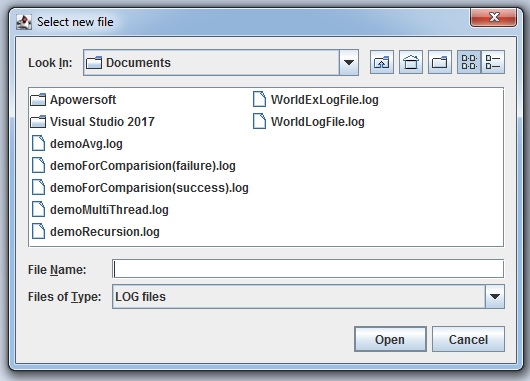 Select new file
Look In: Documents
Apowersoft
Visual Studio 2017
demoAvg.log
demoForComparision(failure).log
demoForComparision(success).log
demoMultiThread.log
demoRecursion.log
WorldExLogFile.log
WorldLogFile.log
File Name:
Files of Type: LOG files
Open Cancel